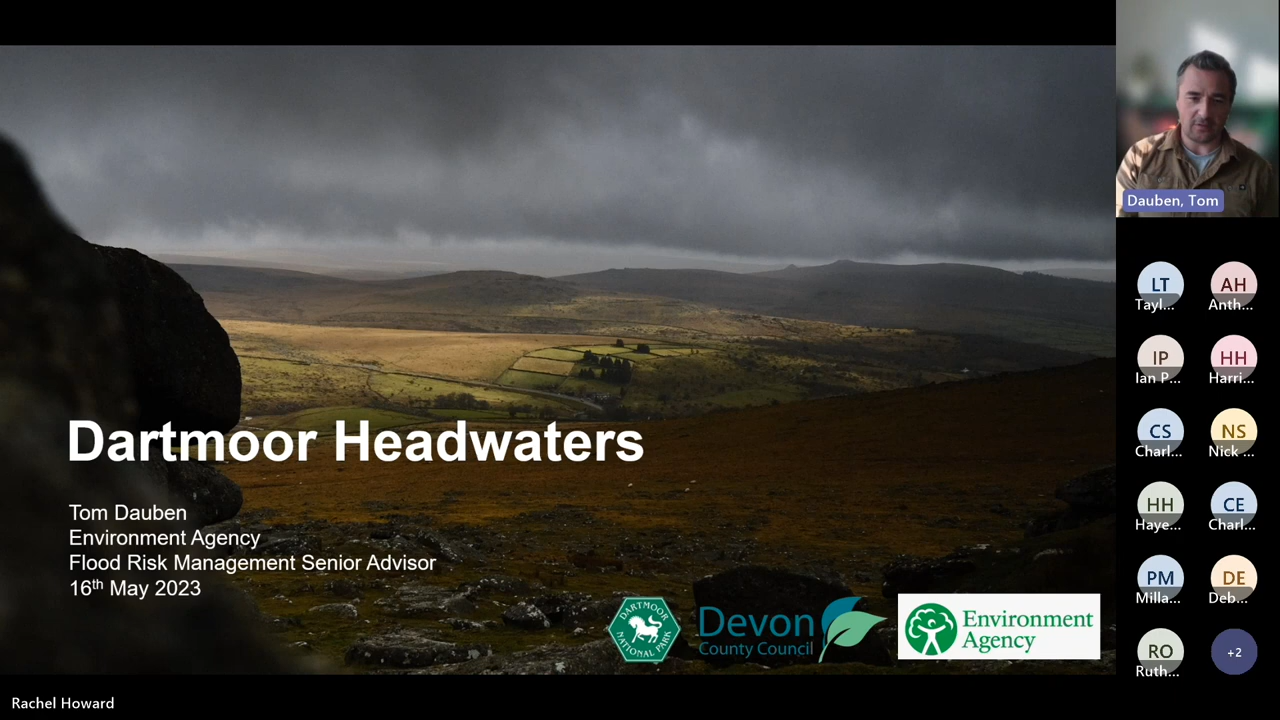 Dartmoor Headwaters
Tom Dauben
Environment Agency
Flood Risk Management Senior Advisor
16th May 2023
DARTMOOR
NATIONAL PARK
Devon
County Council
Environment
Agency
Dauben, Tom
LT
AH
Tayl...
Anth...
IP
HH
Ian P...
Harri...
CS
NS
Charl...
Nick ...
HH
CE
Haye...
Charl...
PM
DE
Milla...
Deb...
RO
+2
Ruth...
Rachel Howard